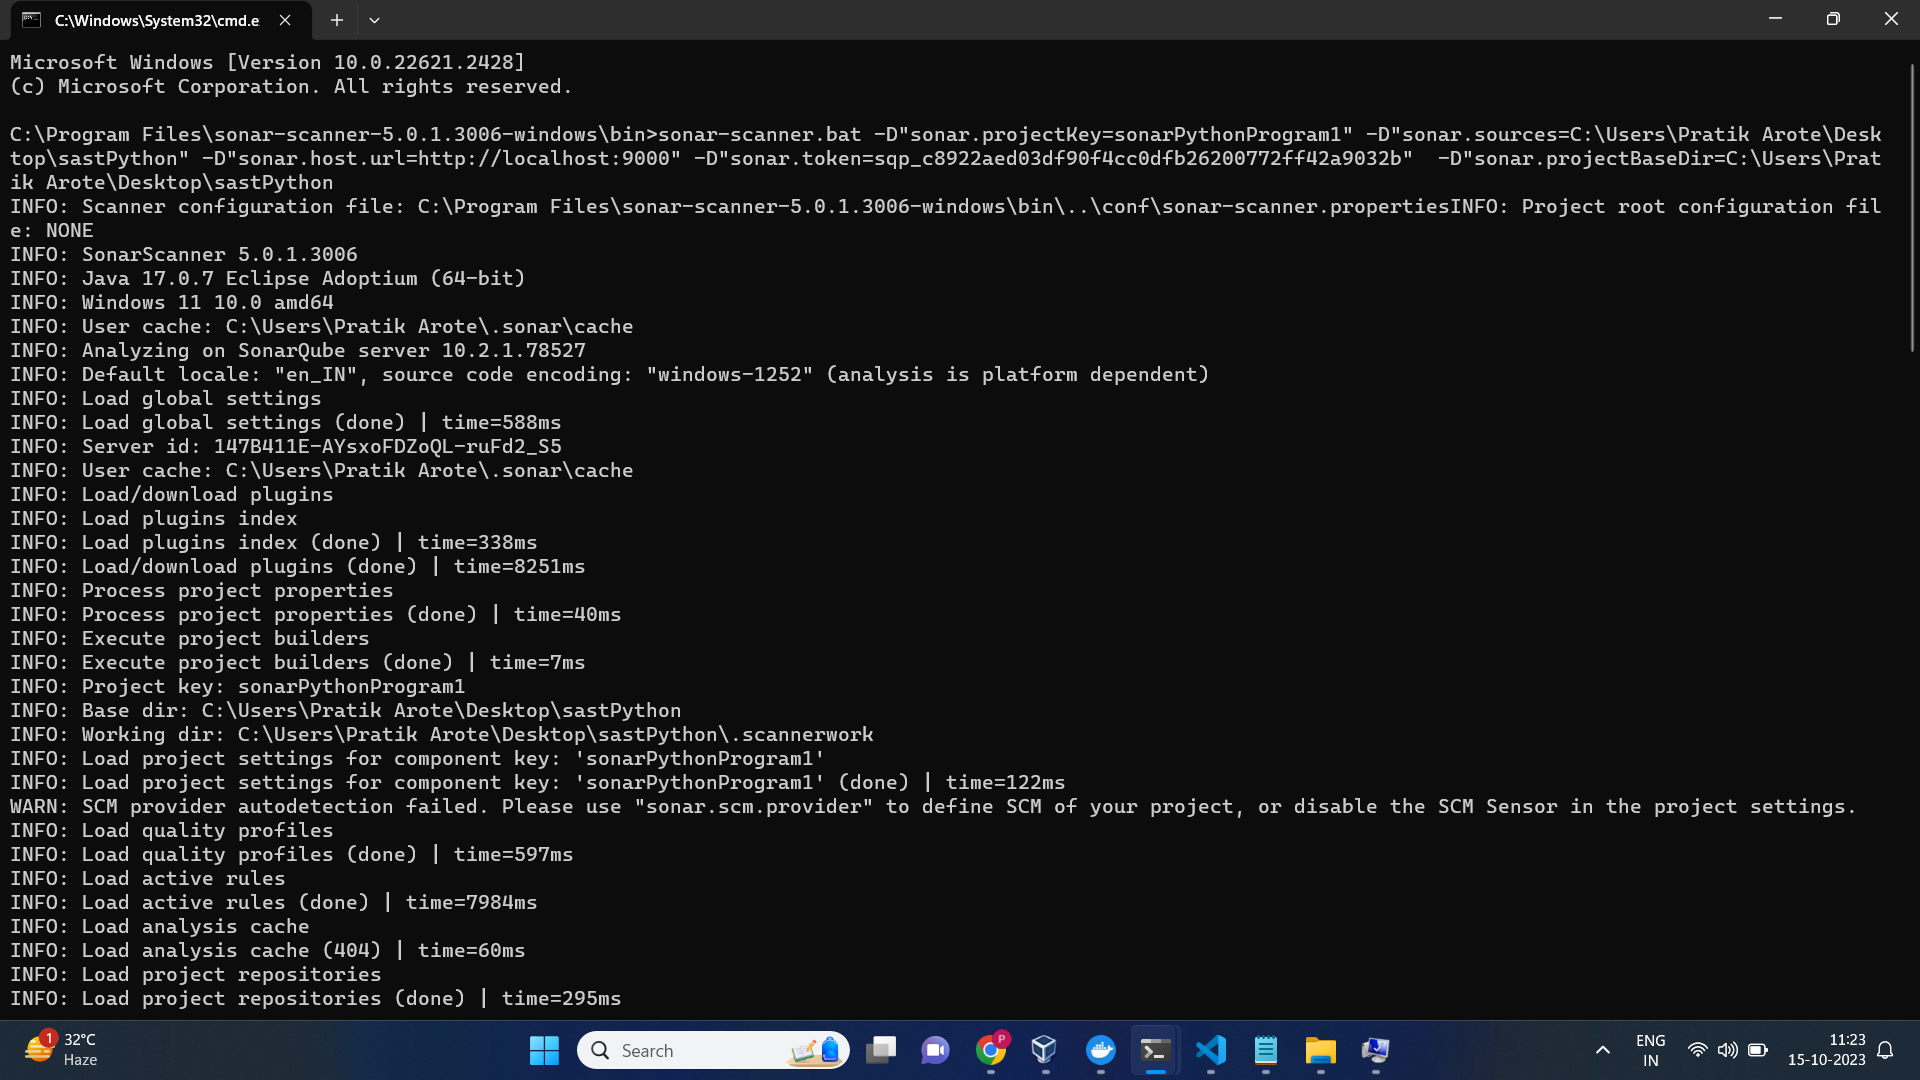 C:\Windows\System32\cmd.e
Microsoft Windows [Version 10.0.22621.2428]
(c) Microsoft Corporation. All rights reserved.
C:\Program Files\sonar-scanner-5.0.1.3006-windows\bin>sonar-scanner.bat -D"sonar.projectKey=sonarPythonProgram1" -D"sonar.sources=C:\Users\Pratik Arote\Desk
top\sastPython" -D"sonar.host.url=http://localhost:9000" -D"sonar.token=sqp_c8922aed03df90f4cc0dfb26200772ff42a9032b"  -D"sonar.projectBaseDir=C:\Users\Prat
ik Arote\Desktop\sastPython
INFO: Scanner configuration file: C:\Program Files\sonar-scanner-5.0.1.3006-windows\bin\..\conf\sonar-scanner.propertiesINFO: Project root configuration fil
e: NONE
INFO: SonarScanner 5.0.1.3006
INFO: Java 17.0.7 Eclipse Adoptium (64-bit)
INFO: Windows 11 10.0 amd64
INFO: User cache: C:\Users\Pratik Arote\.sonar\cache
INFO: Analyzing on SonarQube server 10.2.1.78527
INFO: Default locale: "en_IN", source code encoding: "windows-1252" (analysis is platform dependent)
INFO: Load global settings
INFO: Load global settings (done) | time=588ms
INFO: Server id: 147B411E-AYsxoFDZoQL-ruFd2_S5
INFO: User cache: C:\Users\Pratik Arote\.sonar\cache
INFO: Load/download plugins
INFO: Load plugins index
INFO: Load plugins index (done) | time=338ms
INFO: Load/download plugins (done) | time=8251ms
INFO: Process project properties
INFO: Process project properties (done) | time=40ms
INFO: Execute project builders
INFO: Execute project builders (done) | time=7ms
INFO: Project key: sonarPythonProgram1
INFO: Base dir: C:\Users\Pratik Arote\Desktop\sastPython
INFO: Working dir: C:\Users\Pratik Arote\Desktop\sastPython\.scannerwork
INFO: Load project settings for component key: 'sonarPythonProgram1'
INFO: Load project settings for component key: 'sonarPythonProgram1' (done) | time=122ms
WARN: SCM provider autodetection failed. Please use "sonar.scm.provider" to define SCM of your project, or disable the SCM Sensor in the project settings.
INFO: Load quality profiles
INFO: Load quality profiles (done) | time=597ms
INFO: Load active rules
INFO: Load active rules (done) | time=7984ms
INFO: Load analysis cache
INFO: Load analysis cache (404) | time=60ms
INFO: Load project repositories
INFO: Load project repositories (done) | time=295ms
1
32°C
Haze
Search
P
ENG
IN
11:23
15-10-2023